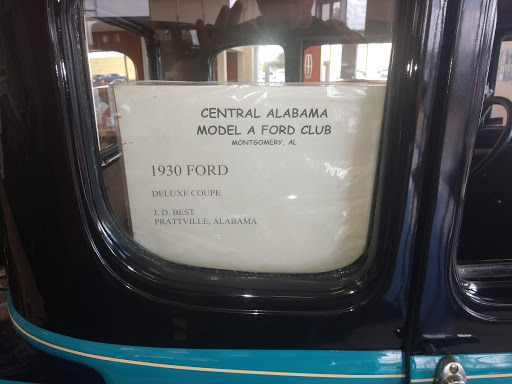 CENTRAL ALABAMA
MODEL A FORD CLUB
MONTGOMERY, AL
1930 FORD
DELUXE COUPE
J. D. BEST
PRATTVILLE, ALABAMA